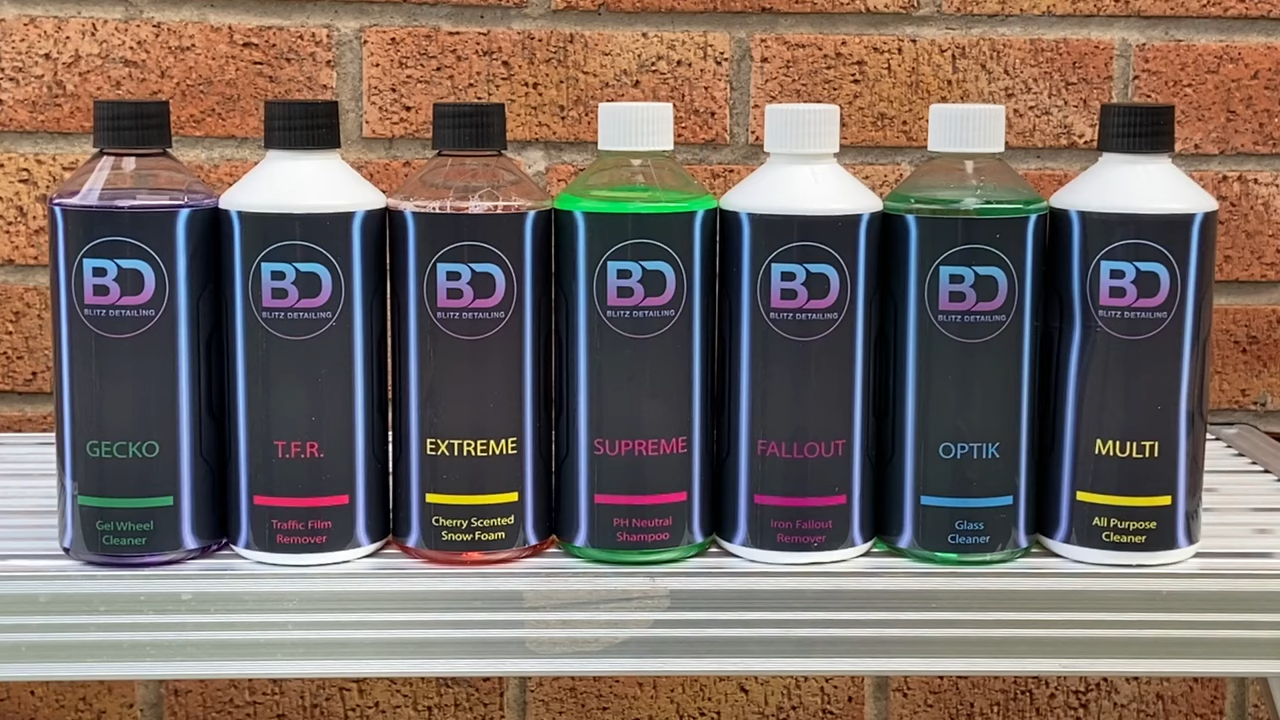 BD
BLITZ DETAILING
GECKO
Gel Wheel
Cleaner
BD
BLITZ DETAILING
T.F.R.
Traffic Film
Remover
BD
BLITZ DETAILING
EXTREME
Cherry Scented
Snow Foam
BD
BLITZ DETAILING
SUPREME
PH Neutral
Shampoo
BD
BLITZ DETAILING
FALLOUT
Iron Fallout
Remover
BD
BLITZ DETAILING
OPTIK
Glass
Cleaner
BD
BLITZ DETAILING
MULTI
All Purpose
Cleaner